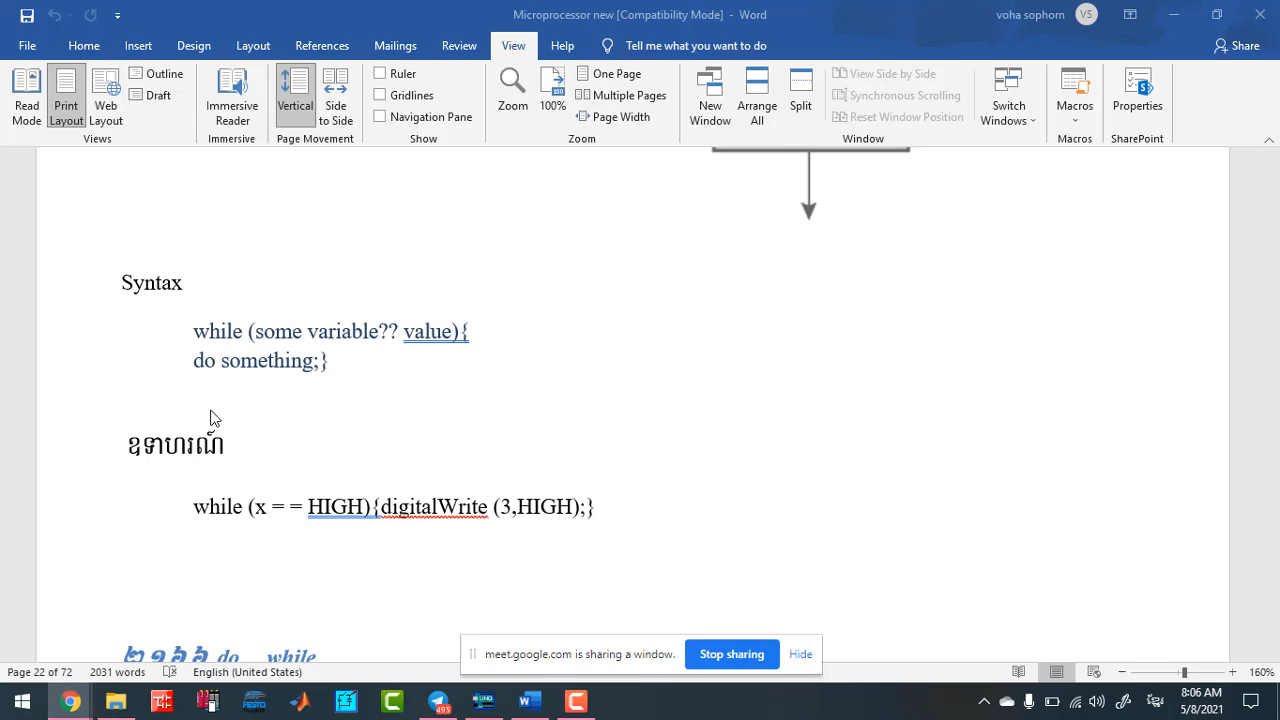 Microprocessor new [Compatibility Mode] - Word
voha sophorn VS
File Home Insert Design Layout References Mailings Review View Help Tell me what you want to do Share
Read Mode
Print Layout
Web Layout
Outline
Draft
Views
Immersive Reader
Immersive
Vertical
Side to Side
Page Movement
Ruler
Gridlines
Navigation Pane
Show
Zoom
100%
One Page
Multiple Pages
Page Width
Zoom
New Window
Arrange All
Split
View Side by Side
Synchronous Scrolling
Reset Window Position
Window
Switch Windows
Macros
Macros
Properties
SharePoint
Syntax
while (some variable?? value){
do something;}
ឧទាហរណ៍
while (x = = HIGH){digitalWrite (3,HIGH);}
២១៦៦ do while
meet.google.com is sharing a window. Stop sharing Hide
Page 22 of 72 2031 words English (United States) 160%
495
8:06 AM
5/8/2021